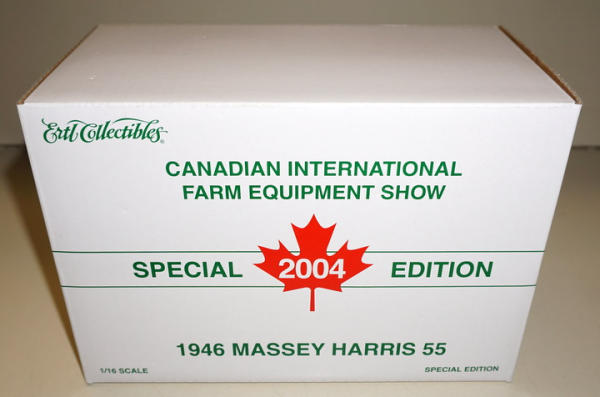 Ertl Collectibles®
CANADIAN INTERNATIONAL
FARM EQUIPMENT SHOW
SPECIAL 2004 EDITION
1946 MASSEY HARRIS 55
1/16 SCALE SPECIAL EDITION